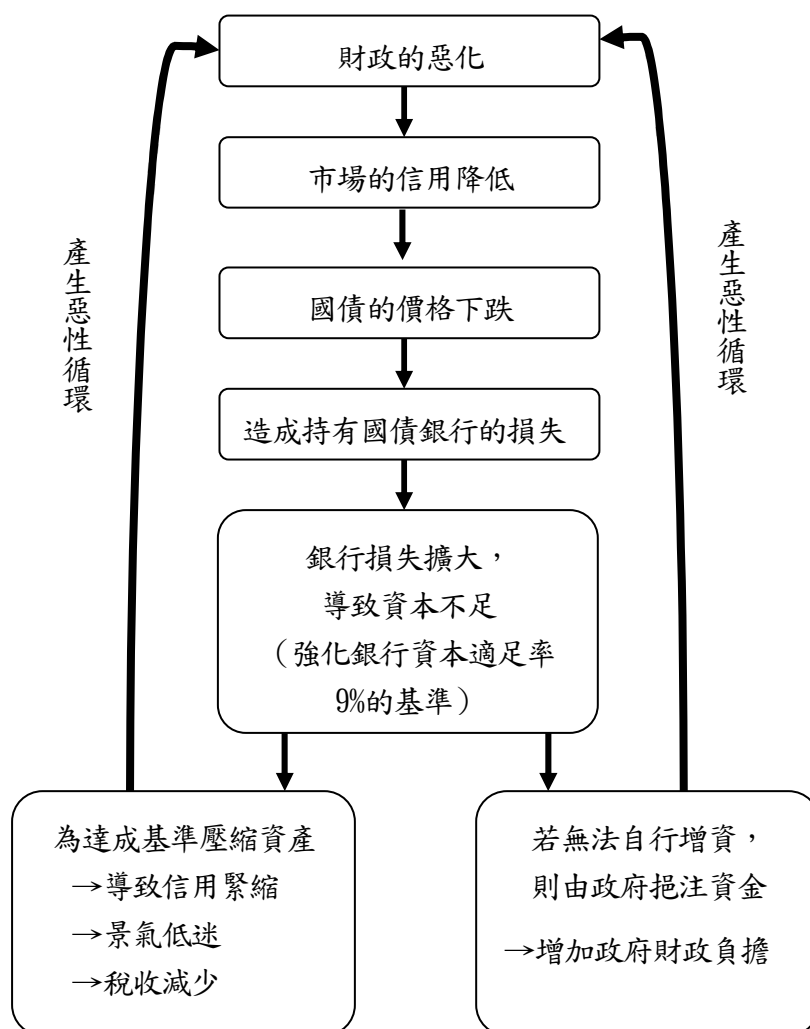 財政的惡化
市場的信用降低
國債的價格下跌
造成持有國債銀行的損失
銀行損失擴大，
導致資本不足
（強化銀行資本適足率
9%的基準）
產生惡性循環
產生惡性循環
為達成基準壓縮資產
→導致信用緊縮
→景氣低迷
→稅收減少
若無法自行增資，
則由政府挹注資金
→增加政府財政負擔